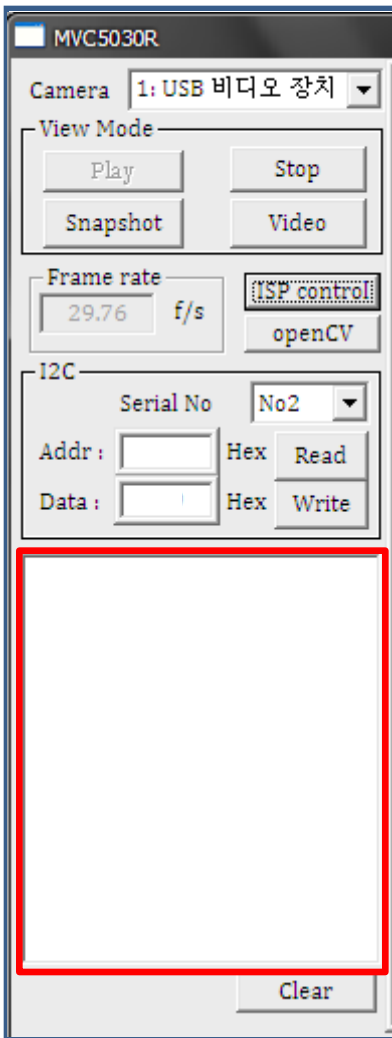 MVC5030R
Camera 1: USB 비디오 장치
View Mode
Play Stop
Snapshot Video
Frame rate
29.76 f/s
ISP control
openCV
I2C
Serial No No2
Addr : Hex Read
Data : Hex Write
Clear